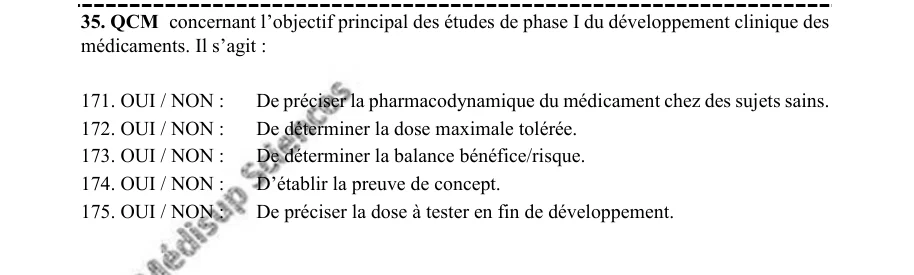 35. QCM concernant l’objectif principal des études de phase I du développement clinique des
médicaments. Il s’agit :
171. OUI / NON : De préciser la pharmacodynamique du médicament chez des sujets sains.
172. OUI / NON : De déterminer la dose maximale tolérée.
173. OUI / NON : De déterminer la balance bénéfice/risque.
174. OUI / NON : D’établir la preuve de concept.
175. OUI / NON : De préciser la dose à tester en fin de développement.
Médisup Sciences